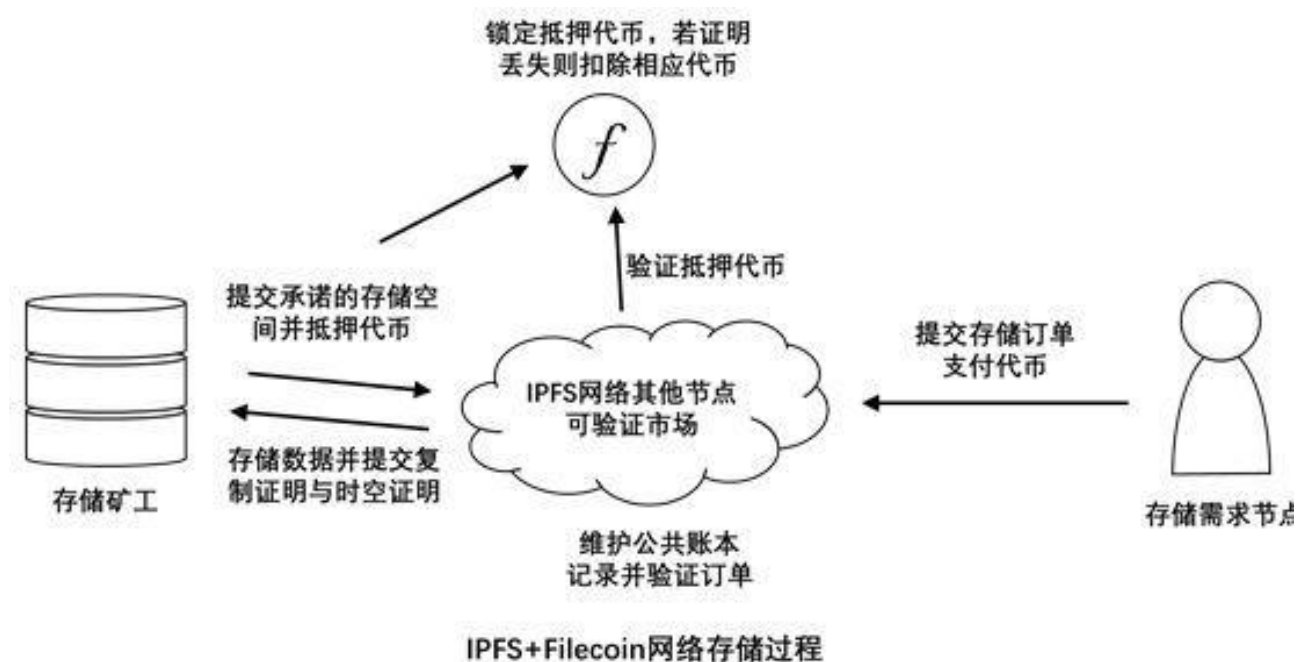 锁定抵押代币，若证明
丢失则扣除相应代币
f
验证抵押代币
提交承诺的存储空
间并抵押代币
提交存储订单
支付代币
IPFS网络其他节点
可验证市场
存储数据并提交复
制证明与时空证明
存储矿工
存储需求节点
维护公共账本
记录并验证订单
IPFS+Filecoin网络存储过程